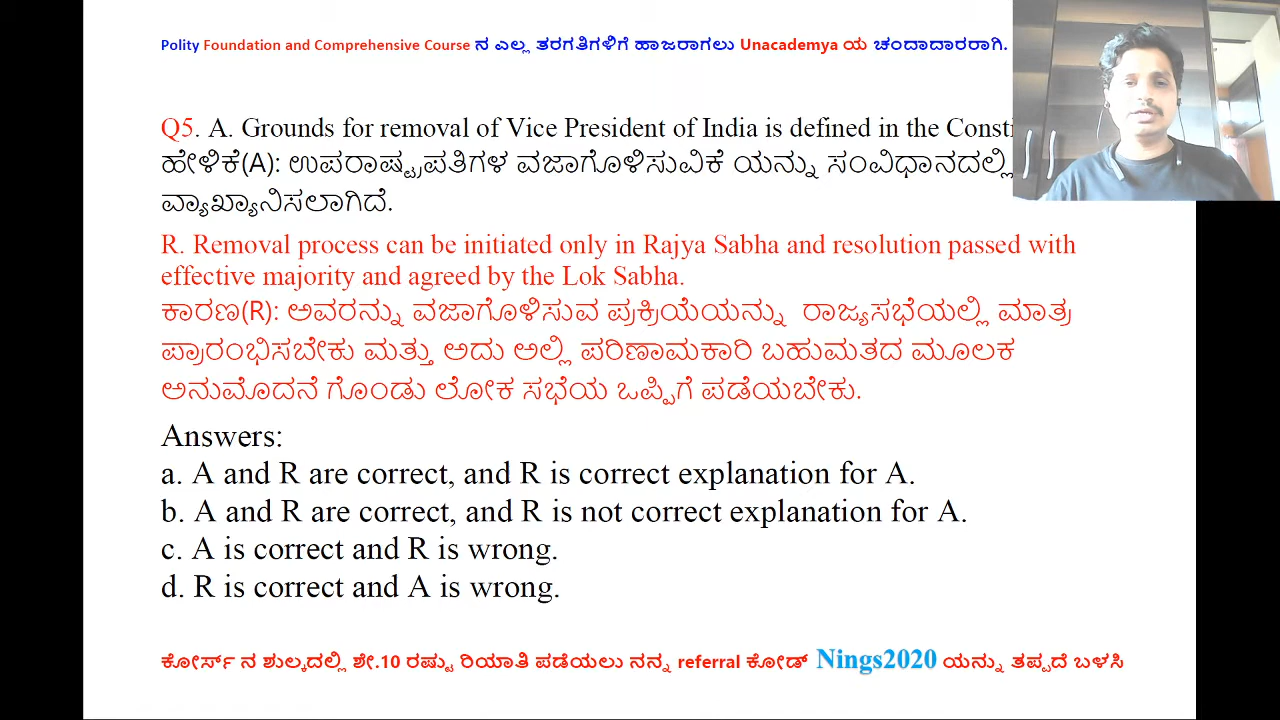 Polity Foundation and Comprehensive Course ನ ಎಲ್ಲ ತರಗತಿಗಳಿಗೆ ಹಾಜರಾಗಲು Unacademya ಯ ಚಂದಾದಾರರಾಗಿ.
Q5. A. Grounds for removal of Vice President of India is defined in the Consti
ಹೇಳಿಕೆ(A): ಉಪರಾಷ್ಟ್ರಪತಿಗಳ ವಜಾಗೊಳಿಸುವಿಕೆ ಯನ್ನು ಸಂವಿಧಾನದಲ್ಲಿ
ವ್ಯಾಖ್ಯಾನಿಸಲಾಗಿದೆ.
R. Removal process can be initiated only in Rajya Sabha and resolution passed with
effective majority and agreed by the Lok Sabha.
ಕಾರಣ(R): ಅವರನ್ನು ವಜಾಗೊಳಿಸುವ ಪ್ರಕ್ರಿಯೆಯನ್ನು ರಾಜ್ಯಸಭೆಯಲ್ಲಿ ಮಾತ್ರ
ಪ್ರಾರಂಭಿಸಬೇಕು ಮತ್ತು ಅದು ಅಲ್ಲಿ ಪರಿಣಾಮಕಾರಿ ಬಹುಮತದ ಮೂಲಕ
ಅನುಮೊದನೆ ಗೊಂಡು ಲೋಕ ಸಭೆಯ ಒಪ್ಪಿಗೆ ಪಡೆಯಬೇಕು.
Answers:
a. A and R are correct, and R is correct explanation for A.
b. A and R are correct, and R is not correct explanation for A.
c. A is correct and R is wrong.
d. R is correct and A is wrong.
ಕೋರ್ಸ್ ನ ಶುಲ್ಕದಲ್ಲಿ ಶೇ.10 ರಷ್ಟು ರಿಯಾತಿ ಪಡೆಯಲು ನನ್ನ referral ಕೋಡ್ Nings2020 ಯನ್ನು ತಪ್ಪದೆ ಬಳಸಿ